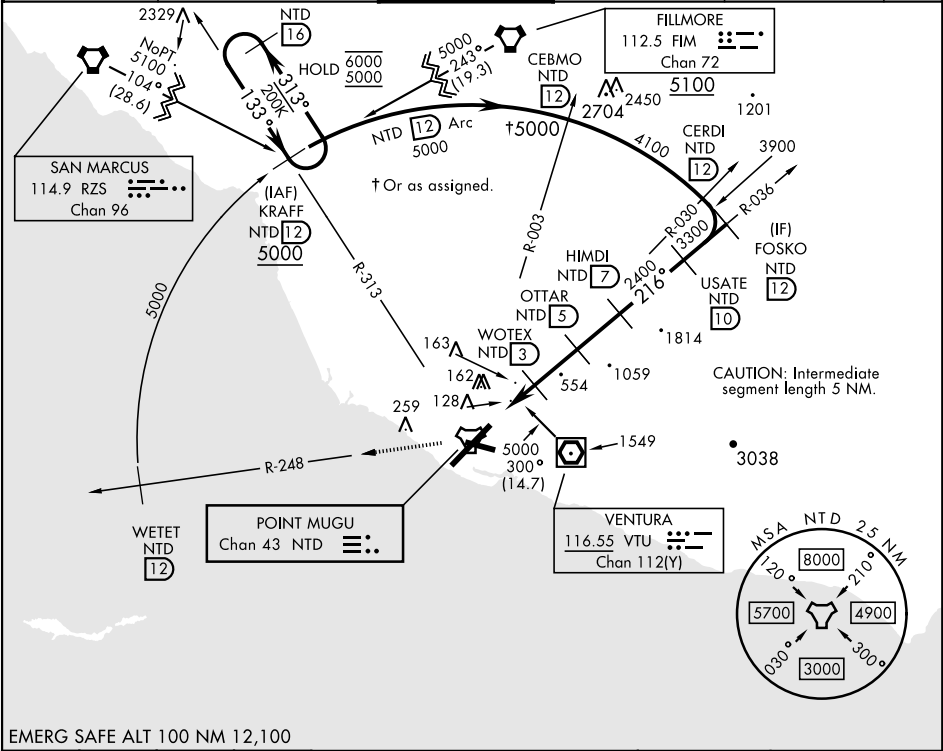 2329
NoPT
5100
104°
(28.6)
NTD
16
HOLD
6000
5000
313°
200K
133°
5000
243°
(19.3)
FILLMORE
112.5 FIM
Chan 72
5100
CEBMO
NTD
12
2704
2450
1201
NTD 12 Arc
5000
†5000
4100
CERDI
NTD
12
3900
SAN MARCUS
114.9 RZS
Chan 96
(IAF)
KRAFF
NTD 12
5000
† Or as assigned.
R-003
R-030
R-036
3300
(IF)
FOSKO
NTD
12
R-313
HIMDI
NTD 7
2400
216°
USATE
NTD
10
5000
OTTAR
NTD 5
1814
WOTEX
NTD 3
163
162
128
554
1059
CAUTION: Intermediate
segment length 5 NM.
259
5000
300°
(14.7)
1549
3038
R-248
WETET
NTD
12
POINT MUGU
Chan 43 NTD
VENTURA
116.55 VTU
Chan 112(Y)
MSA NTD 25 NM
120°
8000
210°
5700
4900
030°
3000
300°
EMERG SAFE ALT 100 NM 12,100